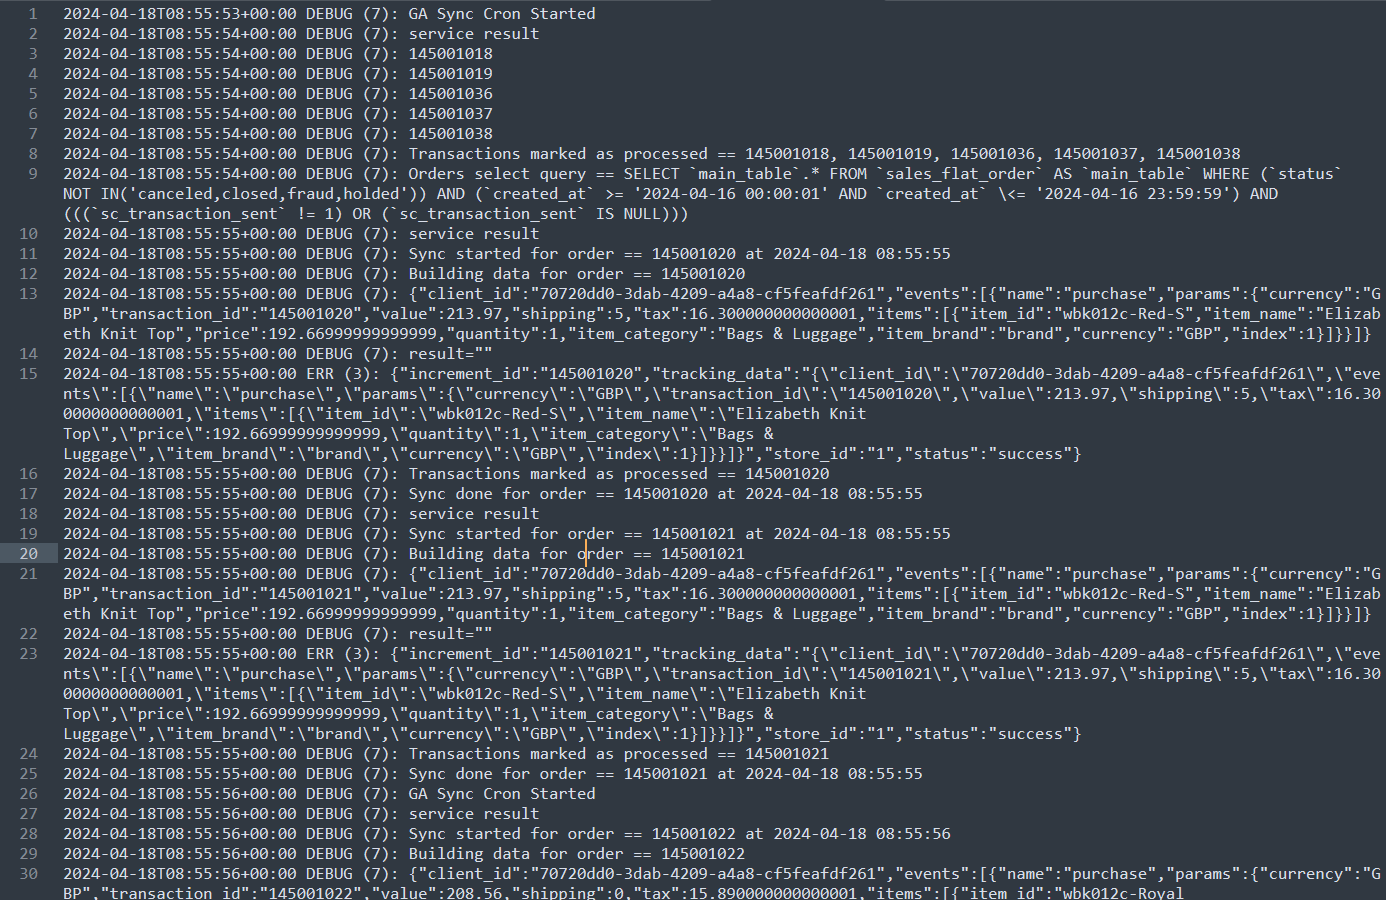 1 2024-04-18T08:55:53+00:00 DEBUG (7): GA Sync Cron Started
2 2024-04-18T08:55:54+00:00 DEBUG (7): service result
3 2024-04-18T08:55:54+00:00 DEBUG (7): 145001018
4 2024-04-18T08:55:54+00:00 DEBUG (7): 145001019
5 2024-04-18T08:55:54+00:00 DEBUG (7): 145001036
6 2024-04-18T08:55:54+00:00 DEBUG (7): 145001037
7 2024-04-18T08:55:54+00:00 DEBUG (7): 145001038
8 2024-04-18T08:55:54+00:00 DEBUG (7): Transactions marked as processed == 145001018, 145001019, 145001036, 145001037, 145001038
9 2024-04-18T08:55:54+00:00 DEBUG (7): Orders select query == SELECT `main_table`.* FROM `sales_flat_order` AS `main_table` WHERE (`status`
NOT IN('canceled,closed,fraud,holded')) AND (`created_at` >= '2024-04-16 00:00:01' AND `created_at` \<= '2024-04-16 23:59:59') AND
(((`sc_transaction_sent` != 1) OR (`sc_transaction_sent` IS NULL)))
10 2024-04-18T08:55:55+00:00 DEBUG (7): service result
11 2024-04-18T08:55:55+00:00 DEBUG (7): Sync started for order == 145001020 at 2024-04-18 08:55:55
12 2024-04-18T08:55:55+00:00 DEBUG (7): Building data for order == 145001020
13 2024-04-18T08:55:55+00:00 DEBUG (7): {"client_id":"70720dd0-3dab-4209-a4a8-cf5feafdf261","events":[{"name":"purchase","params":{"currency":"G
BP","transaction_id":"145001020","value":213.97,"shipping":5,"tax":16.300000000000001,"items":[{"item_id":"wbk012c-Red-S","item_name":"Elizab
eth Knit Top","price":192.66999999999999,"quantity":1,"item_category":"Bags & Luggage","item_brand":"brand","currency":"GBP","index":1}]}}]}
14 2024-04-18T08:55:55+00:00 DEBUG (7): result=""
15 2024-04-18T08:55:55+00:00 ERR (3): {"increment_id":"145001020","tracking_data":"{\"client_id\":\"70720dd0-3dab-4209-a4a8-cf5feafdf261\",\"eve
nts\":[{\"name\":\"purchase\",\"params\":{\"currency\":\"GBP\",\"transaction_id\":\"145001020\",\"value\":213.97,\"shipping\":5,\"tax\":16.30
0000000000001,\"items\":[{\"item_id\":\"wbk012c-Red-S\",\"item_name\":\"Elizabeth Knit
Top\",\"price\":192.66999999999999,\"quantity\":1,\"item_category\":\"Bags &
Luggage\",\"item_brand\":\"brand\",\"currency\":\"GBP\",\"index\":1}]}}]}","store_id":"1","status":"success"}
16 2024-04-18T08:55:55+00:00 DEBUG (7): Transactions marked as processed == 145001020
17 2024-04-18T08:55:55+00:00 DEBUG (7): Sync done for order == 145001020 at 2024-04-18 08:55:55
18 2024-04-18T08:55:55+00:00 DEBUG (7): service result
19 2024-04-18T08:55:55+00:00 DEBUG (7): Sync started for order == 145001021 at 2024-04-18 08:55:55
20 2024-04-18T08:55:55+00:00 DEBUG (7): Building data for order == 145001021
21 2024-04-18T08:55:55+00:00 DEBUG (7): {"client_id":"70720dd0-3dab-4209-a4a8-cf5feafdf261","events":[{"name":"purchase","params":{"currency":"G
BP","transaction_id":"145001021","value":213.97,"shipping":5,"tax":16.300000000000001,"items":[{"item_id":"wbk012c-Red-S","item_name":"Elizab
eth Knit Top","price":192.66999999999999,"quantity":1,"item_category":"Bags & Luggage","item_brand":"brand","currency":"GBP","index":1}]}}]}
22 2024-04-18T08:55:55+00:00 DEBUG (7): result=""
23 2024-04-18T08:55:55+00:00 ERR (3): {"increment_id":"145001021","tracking_data":"{\"client_id\":\"70720dd0-3dab-4209-a4a8-cf5feafdf261\",\"eve
nts\":[{\"name\":\"purchase\",\"params\":{\"currency\":\"GBP\",\"transaction_id\":\"145001021\",\"value\":213.97,\"shipping\":5,\"tax\":16.30
0000000000001,\"items\":[{\"item_id\":\"wbk012c-Red-S\",\"item_name\":\"Elizabeth Knit
Top\",\"price\":192.66999999999999,\"quantity\":1,\"item_category\":\"Bags &
Luggage\",\"item_brand\":\"brand\",\"currency\":\"GBP\",\"index\":1}]}}]}","store_id":"1","status":"success"}
24 2024-04-18T08:55:55+00:00 DEBUG (7): Transactions marked as processed == 145001021
25 2024-04-18T08:55:55+00:00 DEBUG (7): Sync done for order == 145001021 at 2024-04-18 08:55:55
26 2024-04-18T08:55:56+00:00 DEBUG (7): GA Sync Cron Started
27 2024-04-18T08:55:56+00:00 DEBUG (7): service result
28 2024-04-18T08:55:56+00:00 DEBUG (7): Sync started for order == 145001022 at 2024-04-18 08:55:56
29 2024-04-18T08:55:56+00:00 DEBUG (7): Building data for order == 145001022
30 2024-04-18T08:55:56+00:00 DEBUG (7): {"client_id":"70720dd0-3dab-4209-a4a8-cf5feafdf261","events":[{"name":"purchase","params":{"currency":"G
BP","transaction_id":"145001022","value":208.56,"shipping":0,"tax":15.890000000000001,"items":[{"item_id":"wbk012c-Royal